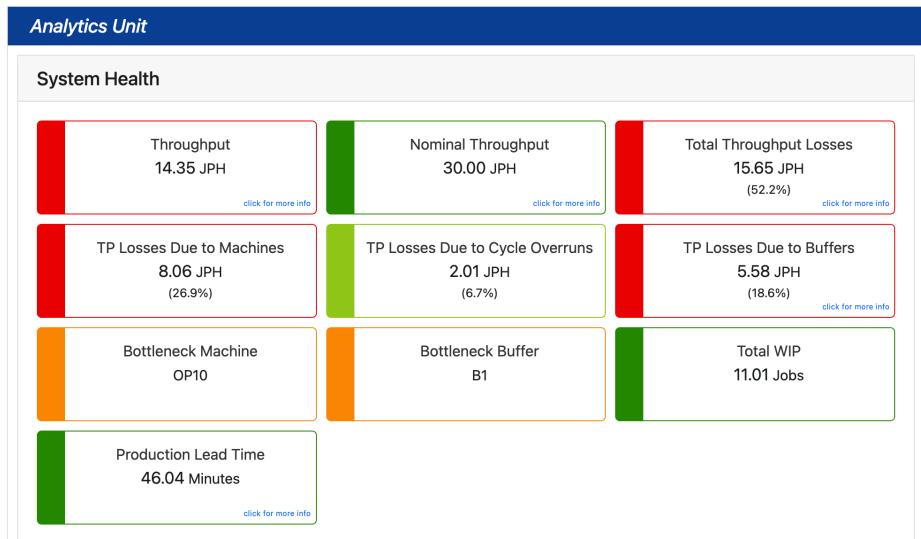 Analytics Unit
System Health
Throughput
14.35 JPH
click for more info
Nominal Throughput
30.00 JPH
click for more info
Total Throughput Losses
15.65 JPH
(52.2%)
click for more info
TP Losses Due to Machines
8.06 JPH
(26.9%)
TP Losses Due to Cycle Overruns
2.01 JPH
(6.7%)
TP Losses Due to Buffers
5.58 JPH
(18.6%)
click for more info
Bottleneck Machine
OP10
Bottleneck Buffer
B1
Total WIP
11.01 Jobs
Production Lead Time
46.04 Minutes
click for more info